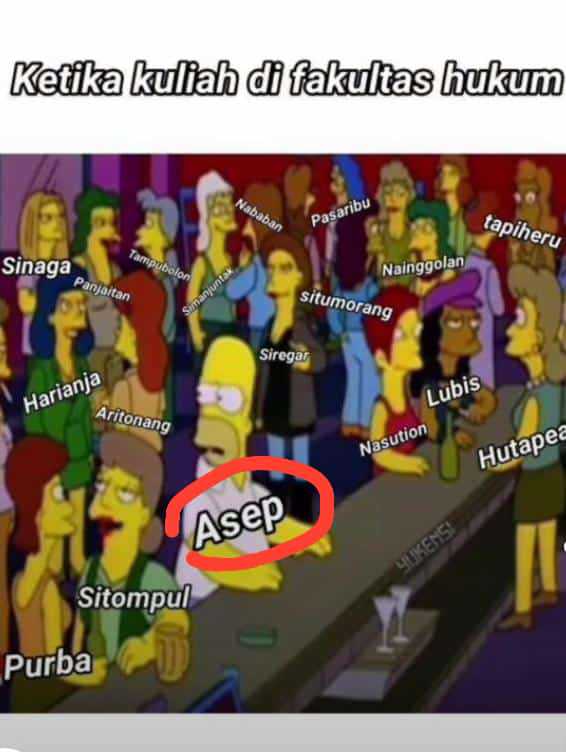 Ketika kuliah di fakultas hukum
Nababan
Pasaribu
tapiheru
Sinaga
Tampubolon
Nainggolan
Panjaitan
Simanjuntak
situmorang
Siregar
Harianja
Lubis
Aritonang
Nasution
Hutapea
Asep
YUKEMSI
Sitompul
Purba